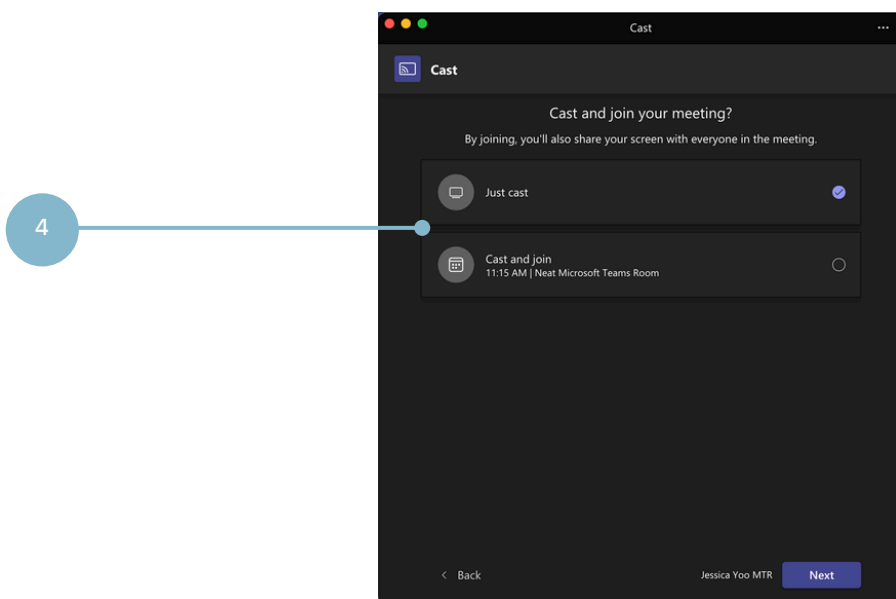 Cast
Cast
Cast and join your meeting?
By joining, you'll also share your screen with everyone in the meeting.
Just cast
4
Cast and join
11:15 AM | Neat Microsoft Teams Room
Back
Jessica Yoo MTR
Next